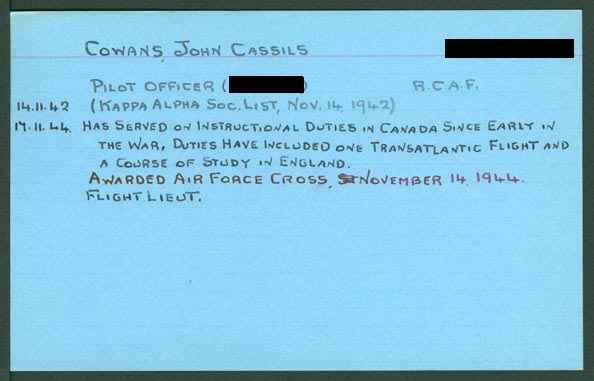 COWANS, JOHN CASSILS
PILOT OFFICER ( ) R.C.A.F.
14.11.42 (KAPPA ALPHA SOC. LIST, NOV. 14, 1942)
14.11.44. HAS SERVED ON INSTRUCTIONAL DUTIES IN CANADA SINCE EARLY IN
THE WAR, DUTIES HAVE INCLUDED ONE TRANSATLANTIC FLIGHT AND
A COURSE OF STUDY IN ENGLAND.
AWARDED AIR FORCE CROSS, NOVEMBER 14, 1944.
FLIGHT LIEUT.